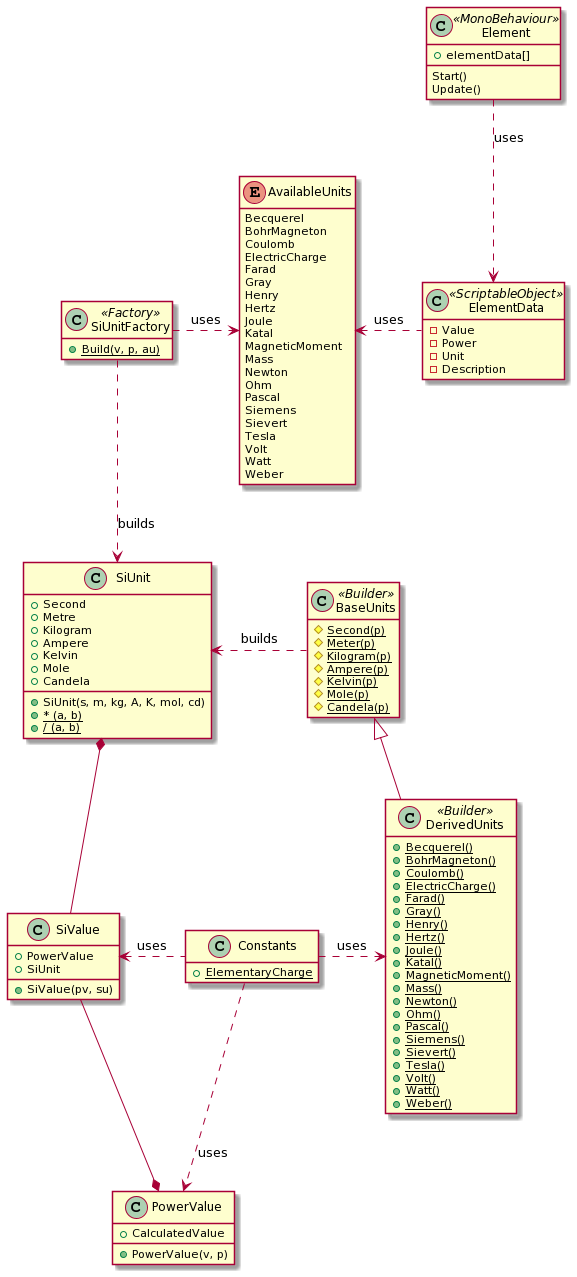 C «MonoBehaviour»
Element
elementData[]
Start()
Update()
uses
E AvailableUnits
Becquerel
BohrMagneton
Coulomb
ElectricCharge
Farad
Gray
Henry
Hertz
Joule
Katal
MagneticMoment
Mass
Newton
Ohm
Pascal
Siemens
Sievert
Tesla
Volt
Watt
Weber
C «ScriptableObject»
ElementData
Value
Power
Unit
Description
uses
C «Factory»
SiUnitFactory
Build(v, p, au)
uses
builds
C SiUnit
Second
Metre
Kilogram
Ampere
Kelvin
Mole
Candela
SiUnit(s, m, kg, A, K, mol, cd)
* (a, b)
/ (a, b)
builds
C «Builder»
BaseUnits
Second(p)
Meter(p)
Kilogram(p)
Ampere(p)
Kelvin(p)
Mole(p)
Candela(p)
C «Builder»
DerivedUnits
Becquerel()
BohrMagneton()
Coulomb()
ElectricCharge()
Farad()
Gray()
Henry()
Hertz()
Joule()
Katal()
MagneticMoment()
Mass()
Newton()
Ohm()
Pascal()
Siemens()
Sievert()
Tesla()
Volt()
Watt()
Weber()
C SiValue
PowerValue
SiUnit
SiValue(pv, su)
uses
C Constants
ElementaryCharge
uses
uses
C PowerValue
CalculatedValue
PowerValue(v, p)